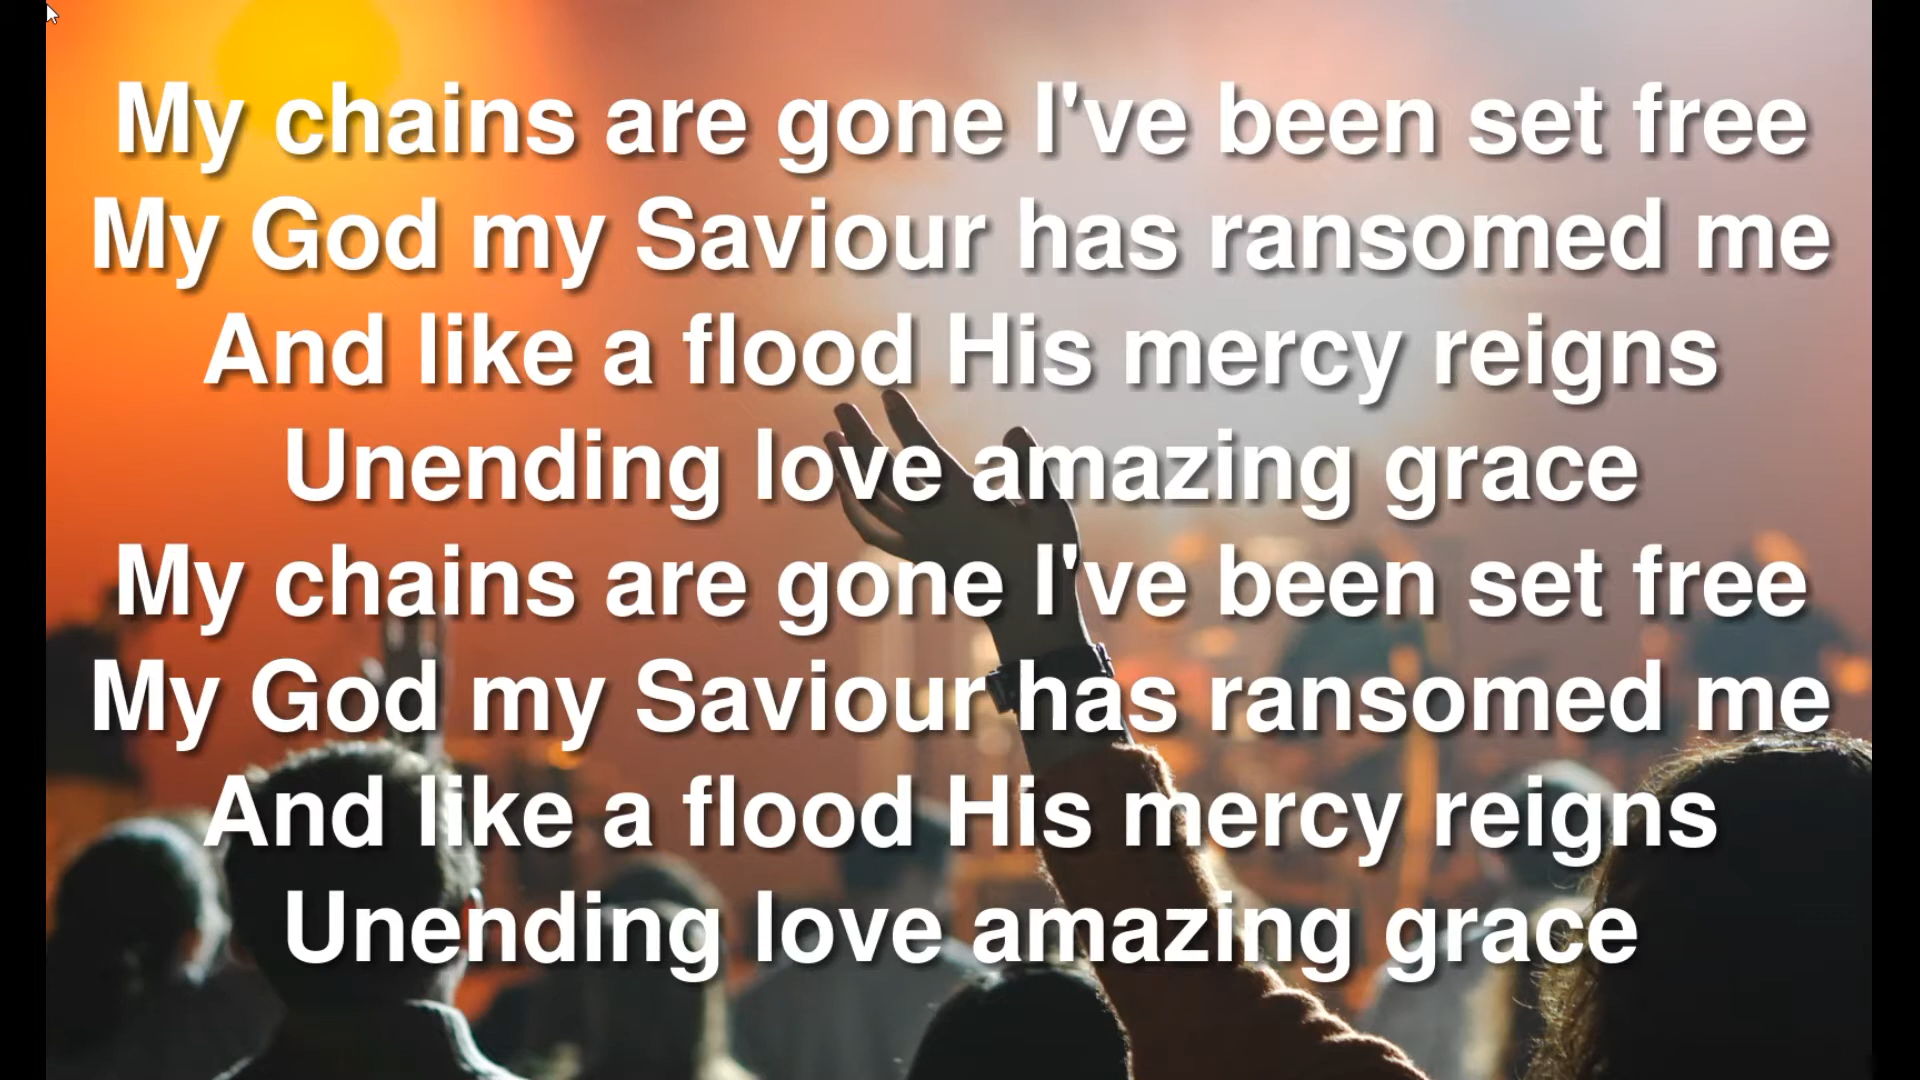 My chains are gone I've been set free
My God my Saviour has ransomed me
And like a flood His mercy reigns
Unending love amazing grace
My chains are gone I've been set free
My God my Saviour has ransomed me
And like a flood His mercy reigns
Unending love amazing grace